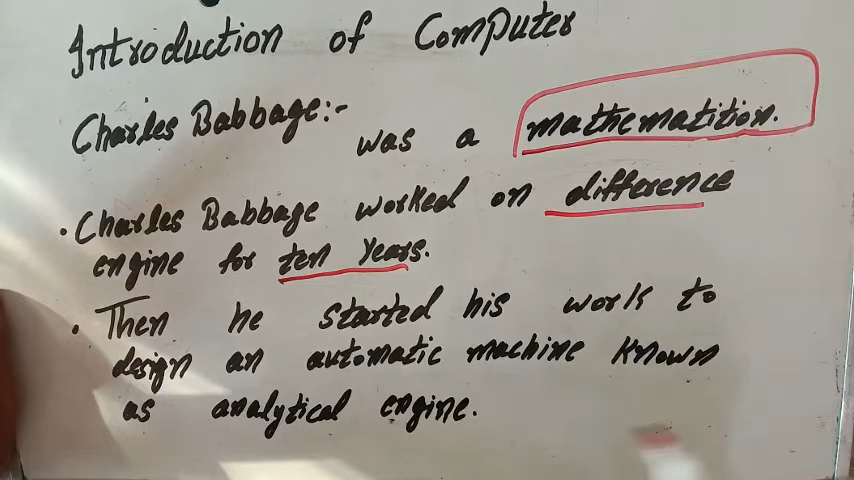 Introduction of Computer
Charles Babbage:-
was a mathematition.
• Charles Babbage worked on difference
engine for ten years.
• Then he started his work to
design an automatic machine known
as analytical engine.